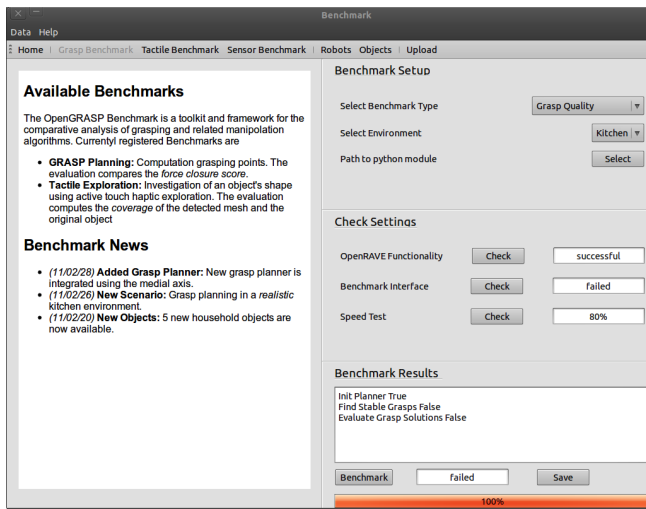 Benchmark
Data Help
Home Grasp Benchmark Tactile Benchmark Sensor Benchmark Robots Objects Upload
Available Benchmarks
The OpenGRASP Benchmark is a toolkit and framework for the
comparative analysis of grasping and related manipolation
algorithms. Currentyl registered Benchmarks are
• GRASP Planning: Computation grasping points. The
evaluation compares the force closure score.
• Tactile Exploration: Investigation of an object's shape
using active touch haptic exploration. The evaluation
computes the coverage of the detected mesh and the
original object
Benchmark News
• (11/02/28) Added Grasp Planner: New grasp planner is
integrated using the medial axis.
• (11/02/26) New Scenario: Grasp planning in a realistic
kitchen environment.
• (11/02/20) New Objects: 5 new household objects are
now available.
Benchmark Setup
Select Benchmark Type Grasp Quality
Select Environment Kitchen
Path to python module Select
Check Settings
OpenRAVE Functionality Check successful
Benchmark Interface Check failed
Speed Test Check 80%
Benchmark Results
Init Planner True
Find Stable Grasps False
Evaluate Grasp Solutions False
Benchmark failed Save
100%